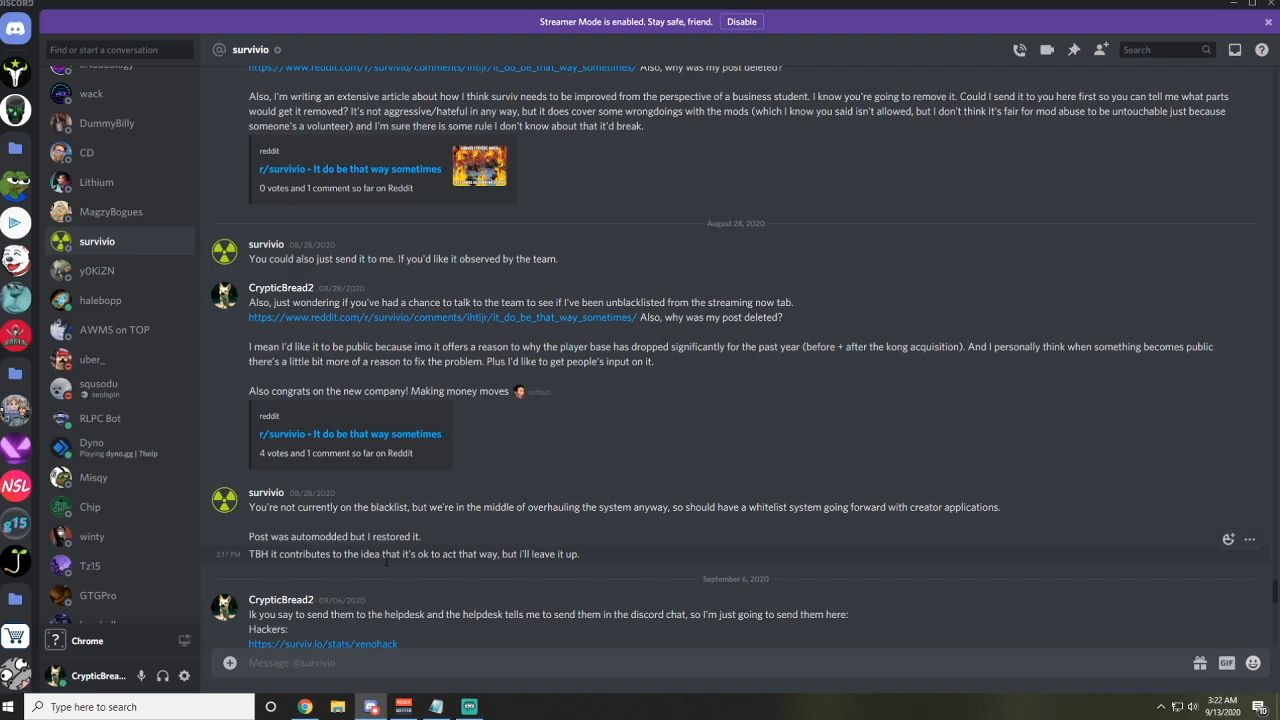 DISCORD
Streamer Mode is enabled. Stay safe, friend. Disable
Find or start a conversation
survivio
Search
wack
DummyBilly
CD
Lithium
MagzyBogues
survivio
y0KiZN
halebopp
AWMS on TOP
uber_
squsodu
seolspin
RLPC Bot
Dyno
Playing dyno.gg | ?help
Misqy
Chip
winty
Tz15
GTGPro
Chrome
CrypticBrea...
https://www.reddit.com/r/survivio/comments/ihtljr/it_do_be_that_way_sometimes/ Also, why was my post deleted?
Also, I'm writing an extensive article about how I think surviv needs to be improved from the perspective of a business student. I know you're going to remove it. Could I send it to you here first so you can tell me what parts
would get it removed? It's not aggressive/hateful in any way, but it does cover some wrongdoings with the mods (which I know you said isn't allowed, but I don't think it's fair for mod abuse to be untouchable just because
someone's a volunteer) and I'm sure there is some rule I don't know about that it'd break.
reddit
r/survivio - It do be that way sometimes
0 votes and 1 comment so far on Reddit
August 28, 2020
survivio 08/28/2020
You could also just send it to me. If you'd like it observed by the team.
CrypticBread2 08/28/2020
Also, just wondering if you've had a chance to talk to the team to see if I've been unblacklisted from the streaming now tab.
https://www.reddit.com/r/survivio/comments/ihtljr/it_do_be_that_way_sometimes/ Also, why was my post deleted?
I mean I'd like it to be public because imo it offers a reason to why the player base has dropped significantly for the past year (before + after the kong acquisition). And I personally think when something becomes public
there's a little bit more of a reason to fix the problem. Plus I'd like to get people's input on it.
Also congrats on the new company! Making money moves (edited)
reddit
r/survivio - It do be that way sometimes
4 votes and 1 comment so far on Reddit
survivio 08/28/2020
You're not currently on the blacklist, but we're in the middle of overhauling the system anyway, so should have a whitelist system going forward with creator applications.
Post was automodded but I restored it.
2:17 PM TBH it contributes to the idea that it's ok to act that way, but i'll leave it up.
September 6, 2020
CrypticBread2 09/06/2020
Ik you say to send them to the helpdesk and the helpdesk tells me to send them in the discord chat, so I'm just going to send them here:
Hackers:
https://surviv.io/stats/xenohack
Message @survivio
GIF
NSL
g15
Type here to search
3:22 AM
9/13/2020